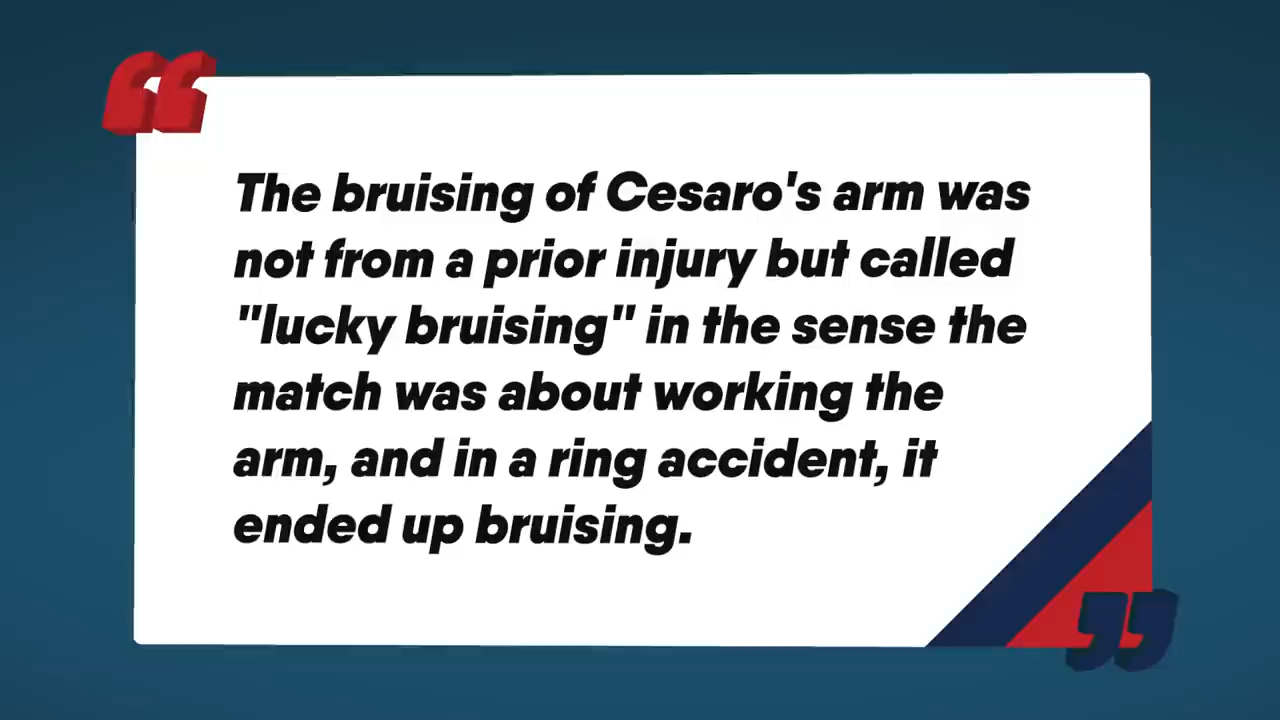 The bruising of Cesaro's arm was
not from a prior injury but called
"lucky bruising" in the sense the
match was about working the
arm, and in a ring accident, it
ended up bruising.